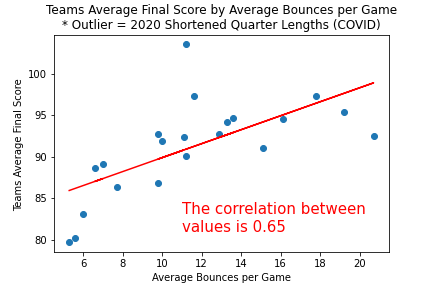 Teams Average Final Score by Average Bounces per Game
* Outlier = 2020 Shortened Quarter Lengths (COVID)
Teams Average Final Score
100
95
90
85
80
The correlation between
values is 0.65
6 8 10 12 14 16 18 20
Average Bounces per Game